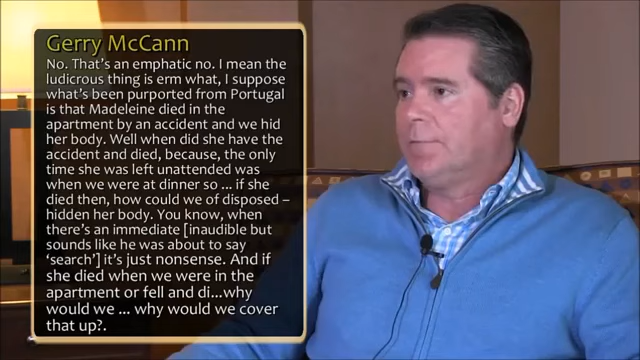 Gerry McCann
No. That's an emphatic no. I mean the
ludicrous thing is erm what, I suppose
what's been purported from Portugal
is that Madeleine died in the
apartment by an accident and we hid
her body. Well when did she have the
accident and died, because, the only
time she was left unattended was
when we were at dinner so ... if she
died then, how could we of disposed –
hidden her body. You know, when
there's an immediate [inaudible but
sounds like he was about to say
'search'] it's just nonsense. And if
she died when we were in the
apartment or fell and di...why
would we ... why would we cover
that up?.